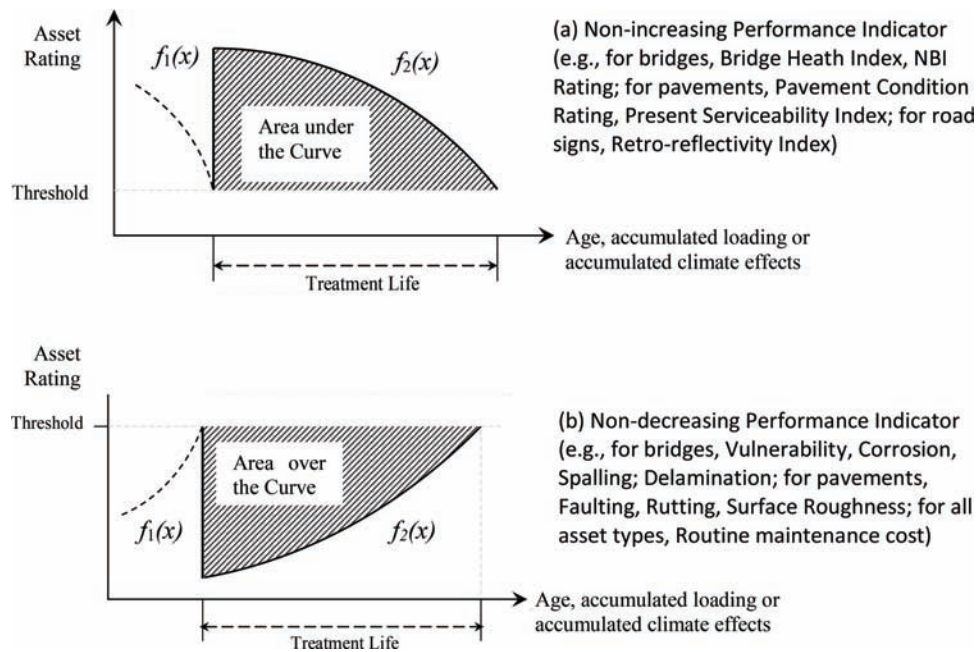 Asset
Rating
f₁(x)
f₂(x)
Area under
the Curve
Threshold
Age, accumulated loading or
accumulated climate effects
Treatment Life
(a) Non-increasing Performance Indicator
(e.g., for bridges, Bridge Heath Index, NBI
Rating; for pavements, Pavement Condition
Rating, Present Serviceability Index; for road
signs, Retro-reflectivity Index)
Asset
Rating
Threshold
Area over
the Curve
f₁(x)
f₂(x)
Age, accumulated loading or
accumulated climate effects
Treatment Life
(b) Non-decreasing Performance Indicator
(e.g., for bridges, Vulnerability, Corrosion,
Spalling; Delamination; for pavements,
Faulting, Rutting, Surface Roughness; for all
asset types, Routine maintenance cost)